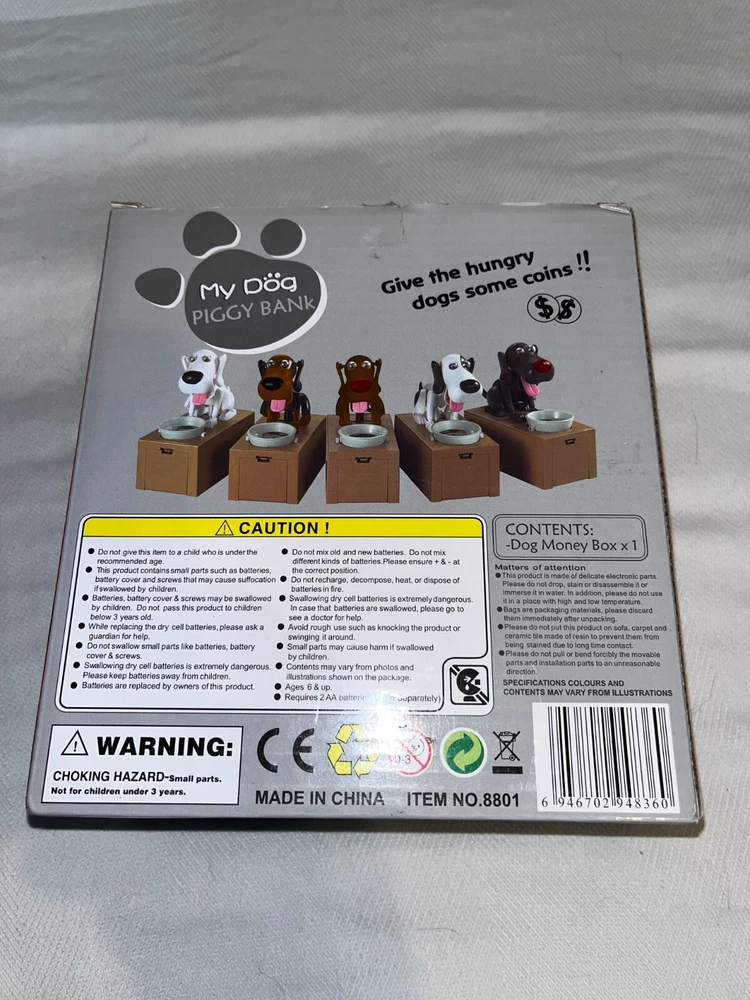 My Dög
PIGGY BANk
Give the hungry
dogs some coins !!
$ $
CAUTION !
● Do not give this item to a child who is under the
recommended age.
● This product contains small parts such as batteries,
battery cover and screws that may cause suffocation
if swallowed by children.
● Batteries, battery cover & screws may be swallowed
by children. Do not pass this product to children
below 3 years old.
● While replacing the dry cell batteries, please ask a
guardian for help.
● Do not swallow small parts like batteries, battery
cover & screws.
● Swallowing dry cell batteries is extremely dangerous.
Please keep batteries away from children.
● Batteries are replaced by owners of this product.
● Do not mix old and new batteries. Do not mix
different kinds of batteries.Please ensure + & - at
the correct position.
● Do not recharge, decompose, heat, or dispose of
batteries in fire.
● Swallowing dry cell batteries is extremely dangerous.
In case that batteries are swallowed, please go to
see a doctor for help.
● Avoid rough use such as knocking the product or
swinging it around.
● Small parts may cause harm if swallowed
by children.
● Contents may vary from photos and
illustrations shown on the package.
● Ages 6 & up.
● Requires 2 AA
CONTENTS:
-Dog Money Box x 1
Matters of attention
●This product is made of delicate electronic parts.
Please do not drop, stain or disassemble it or
immerse it in water. In addition, please do not use
it in a place with high and low temperature.
●Bags are packaging materials, please discard
them immediately after unpacking.
●Please do not put this product on sofa, carpet and
ceramic tile made of resin to prevent them from
being stained due to long time contact.
●Please do not pull or bend forcibly the movable
parts and installation parts to an unreasonable
direction.
SPECIFICATIONS COLOURS AND
CONTENTS MAY VARY FROM ILLUSTRATIONS
WARNING:
CHOKING HAZARD-Small parts.
Not for children under 3 years.
CE
0-3
MADE IN CHINA ITEM NO.8801
6 946702 948360